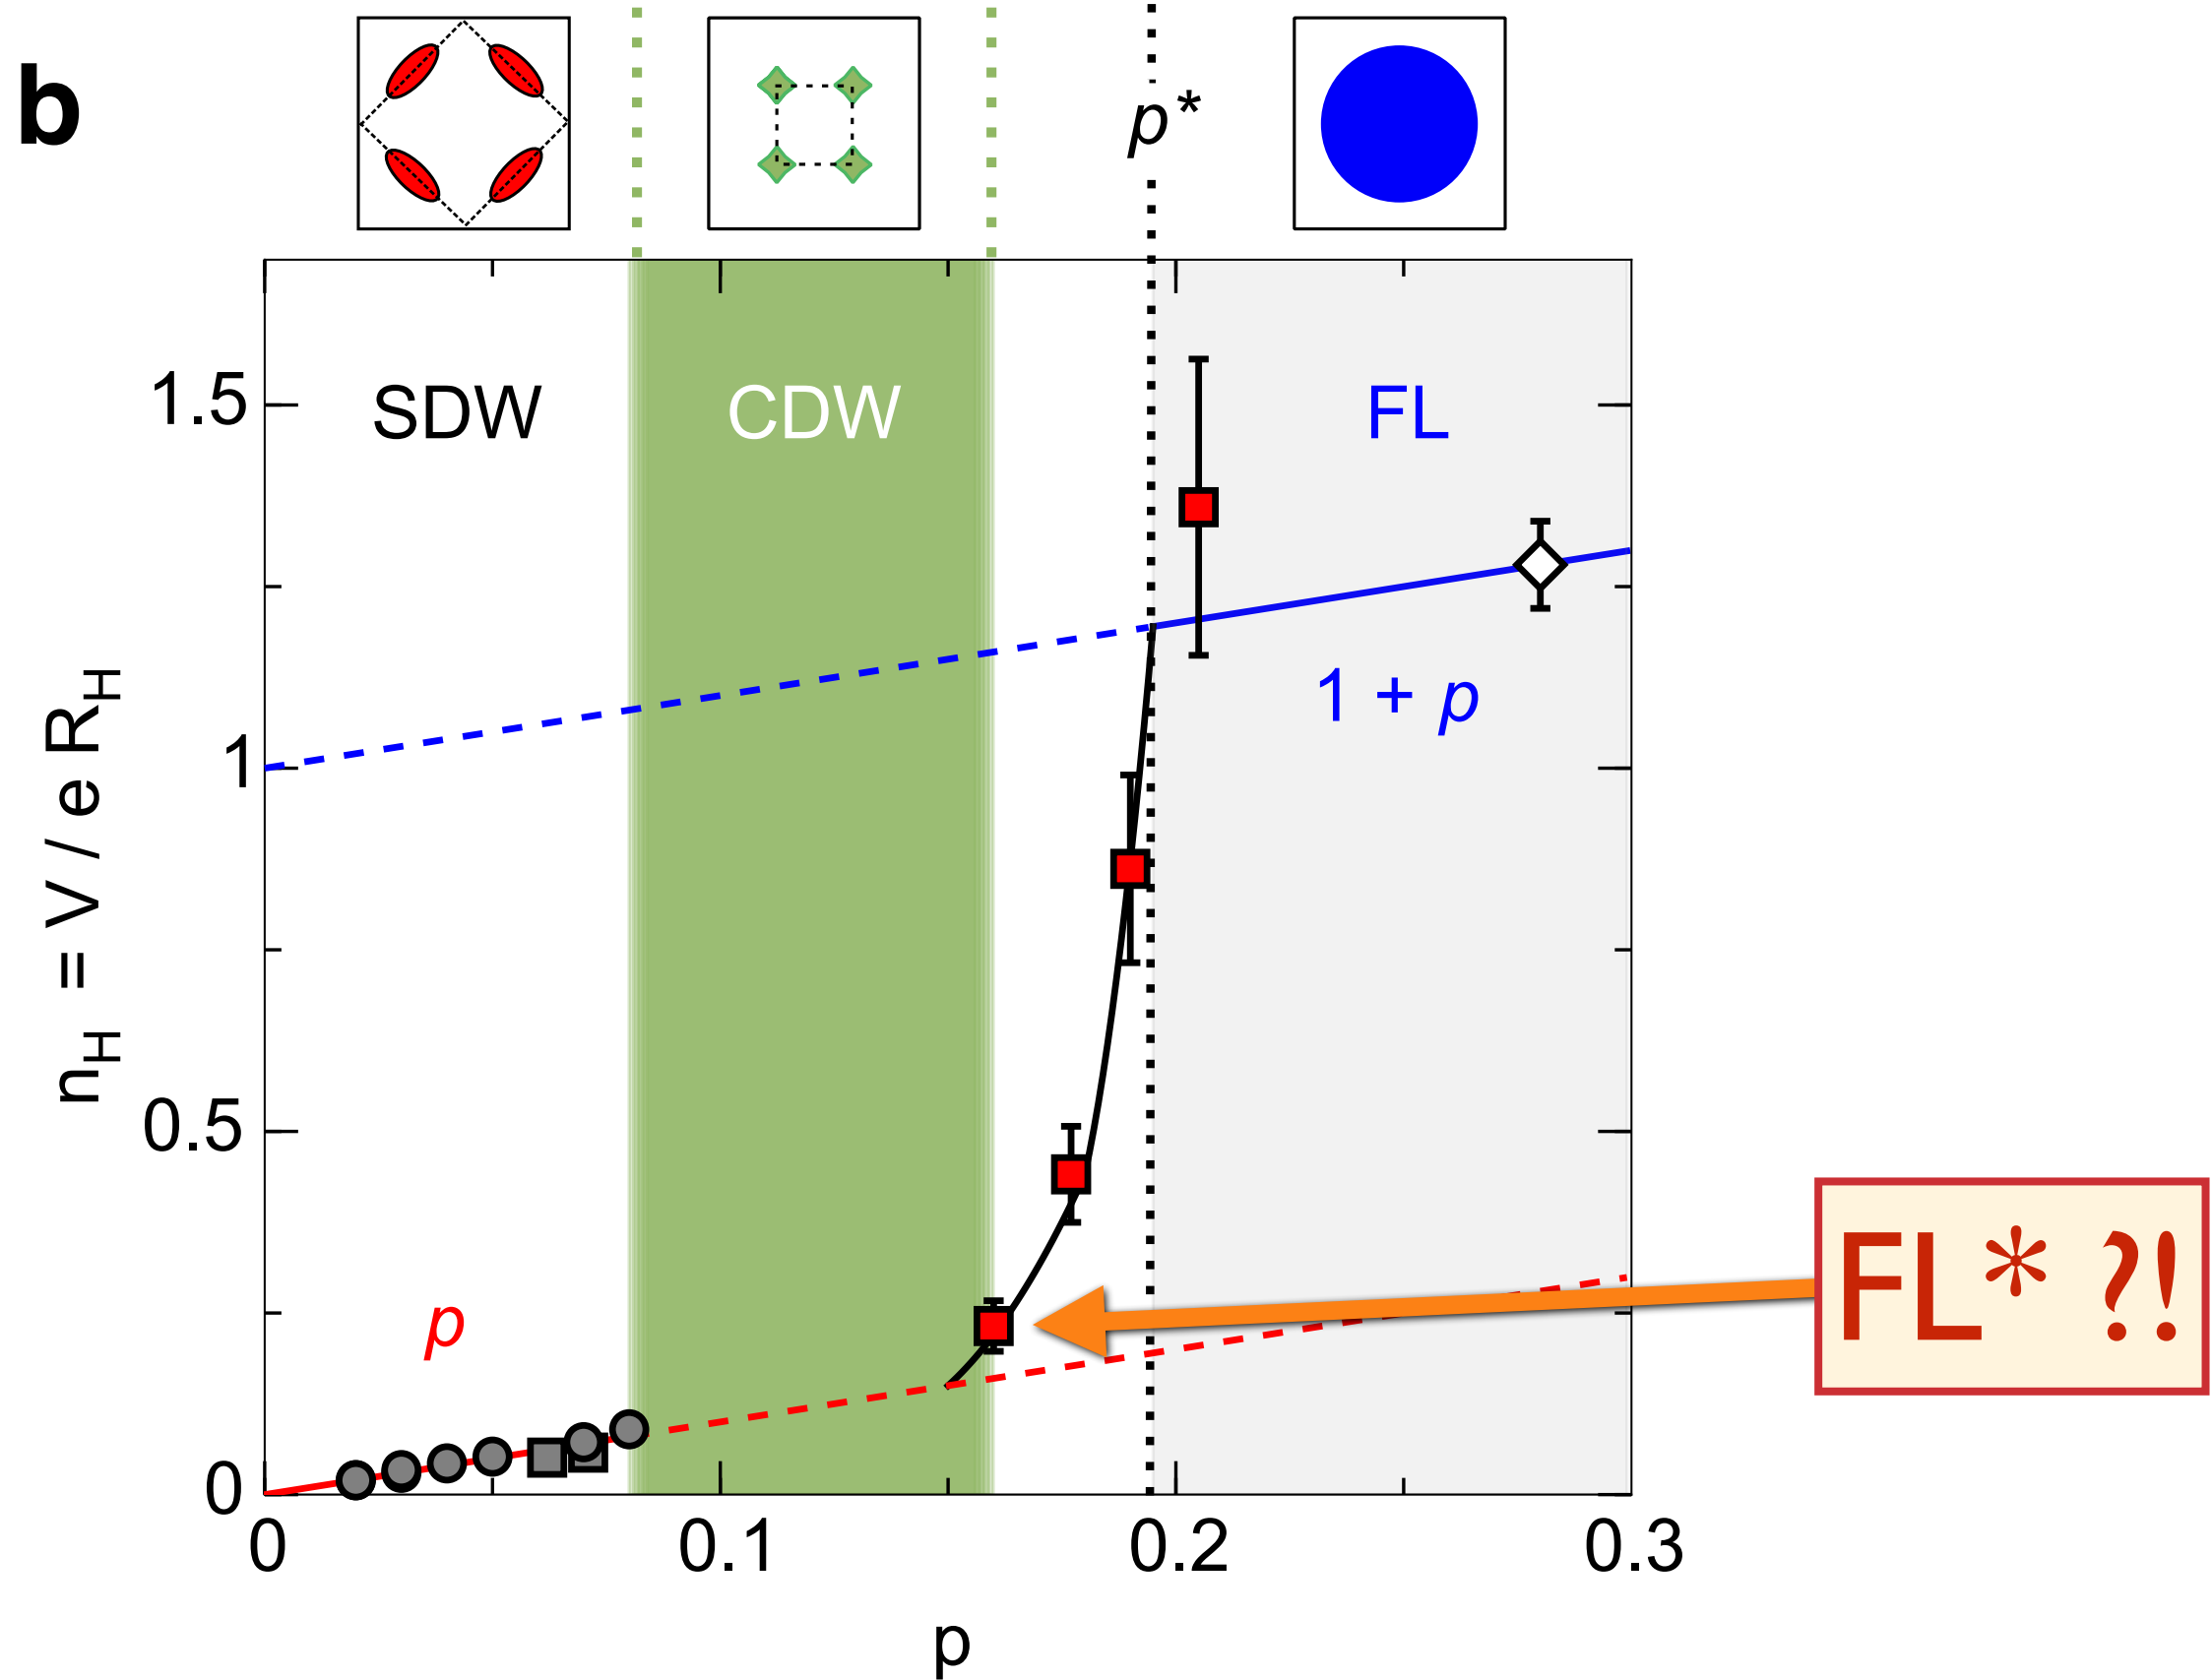 b
p*
SDW
CDW
FL
1.5
1
0.5
0
n_H = V / e R_H
1 + p
p
FL* ?!
0
0.1
0.2
0.3
p